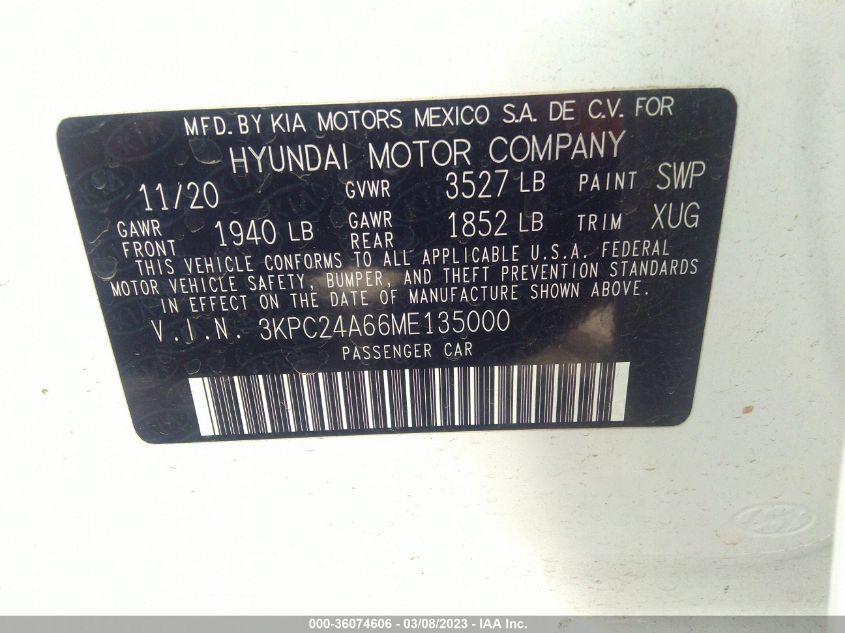 MFD. BY KIA MOTORS MEXICO S.A. DE C.V. FOR
HYUNDAI MOTOR COMPANY
11/20 GVWR 3527 LB PAINT SWP
GAWR FRONT 1940 LB GAWR REAR 1852 LB TRIM XUG
THIS VEHICLE CONFORMS TO ALL APPLICABLE U.S.A. FEDERAL
MOTOR VEHICLE SAFETY, BUMPER, AND THEFT PREVENTION STANDARDS
IN EFFECT ON THE DATE OF MANUFACTURE SHOWN ABOVE.
V.I.N. 3KPC24A66ME135000
PASSENGER CAR
000-36074606 - 03/08/2023 - IAA Inc.